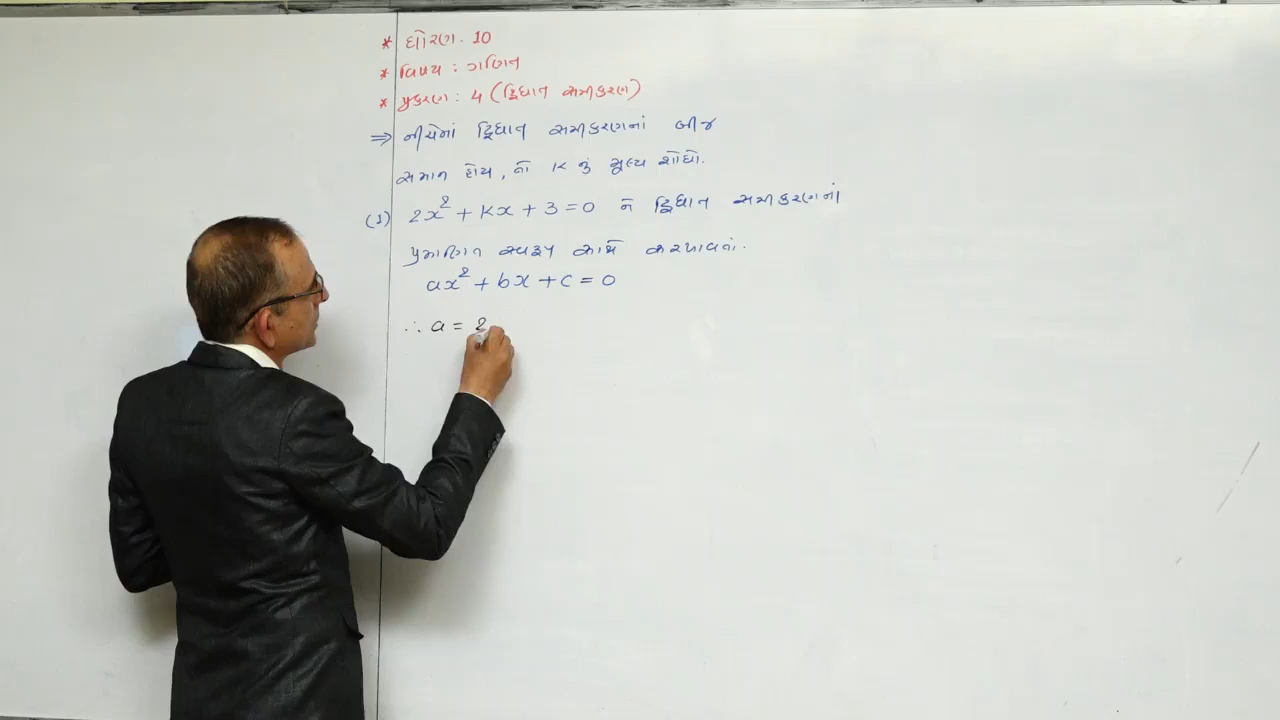 * ધોરણ. 10
* વિષય : ગણિત
* પ્રકરણ : 4 (દ્વિઘાત સમીકરણ)
⇒ નીચેનાં દ્વિઘાત સમીકરણનાં બીજ
સમાન હોય, તો K નું મૂલ્ય શોધો.
(1) 2x² + Kx + 3 = 0 ને દ્વિઘાત સમીકરણનાં
પ્રમાણિત સ્વરૂપ સાથે સરખાવતાં.
ax² + bx + c = 0
∴ a = 2